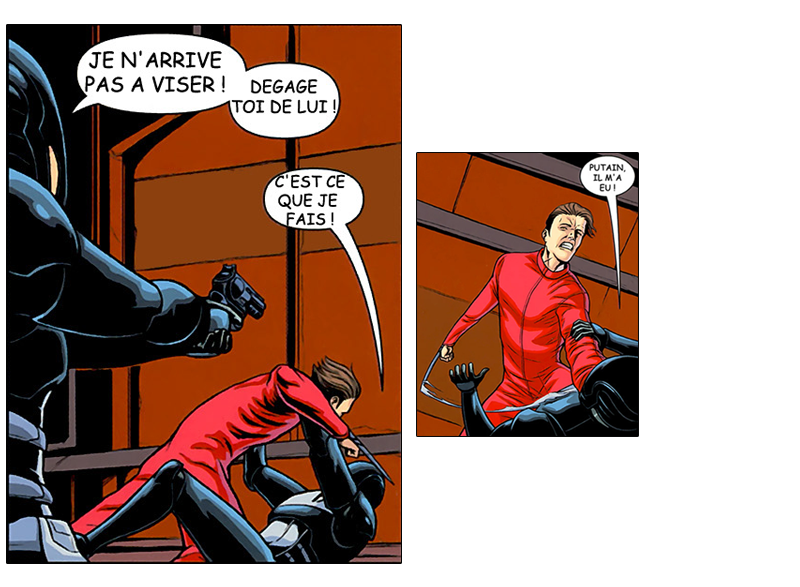 JE N'ARRIVE
PAS A VISER !
DEGAGE
TOI DE LUI !
C'EST CE
QUE JE
FAIS !
PUTAIN,
IL M'A
EU !